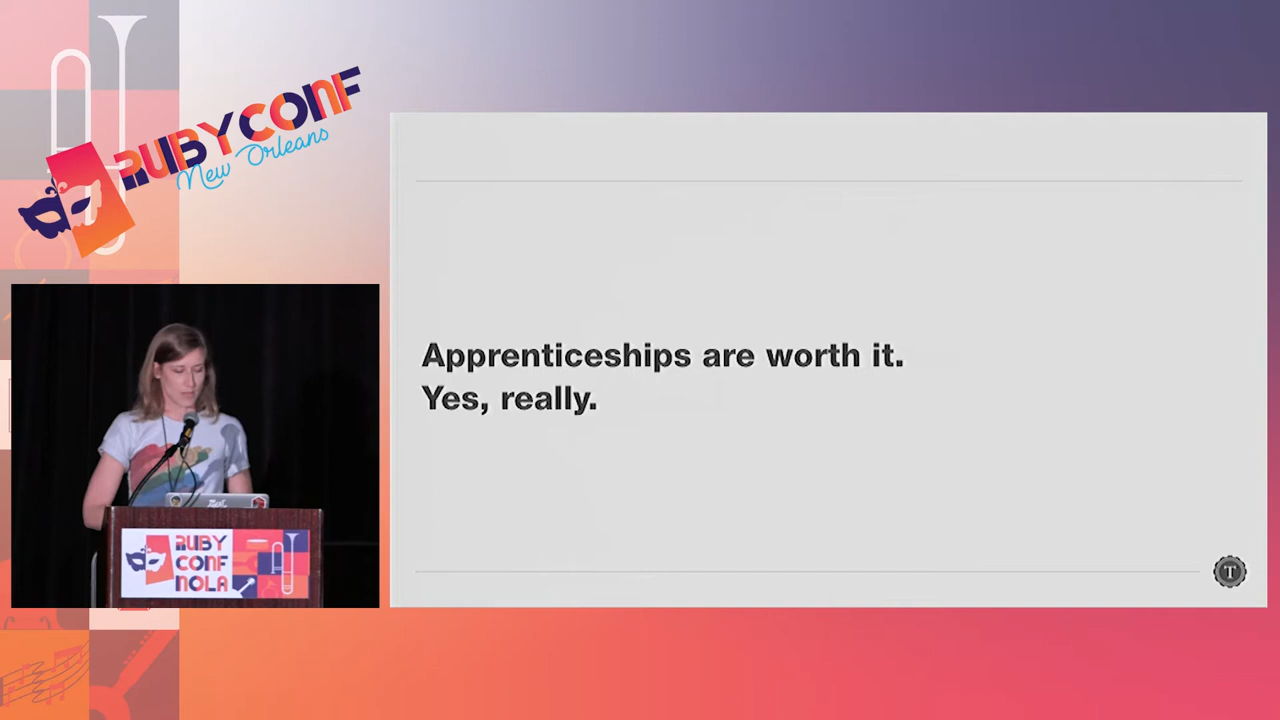 RUBYCONF
New Orleans
Apprenticeships are worth it.
Yes, really.
T
RUBY
CONF
NOLA